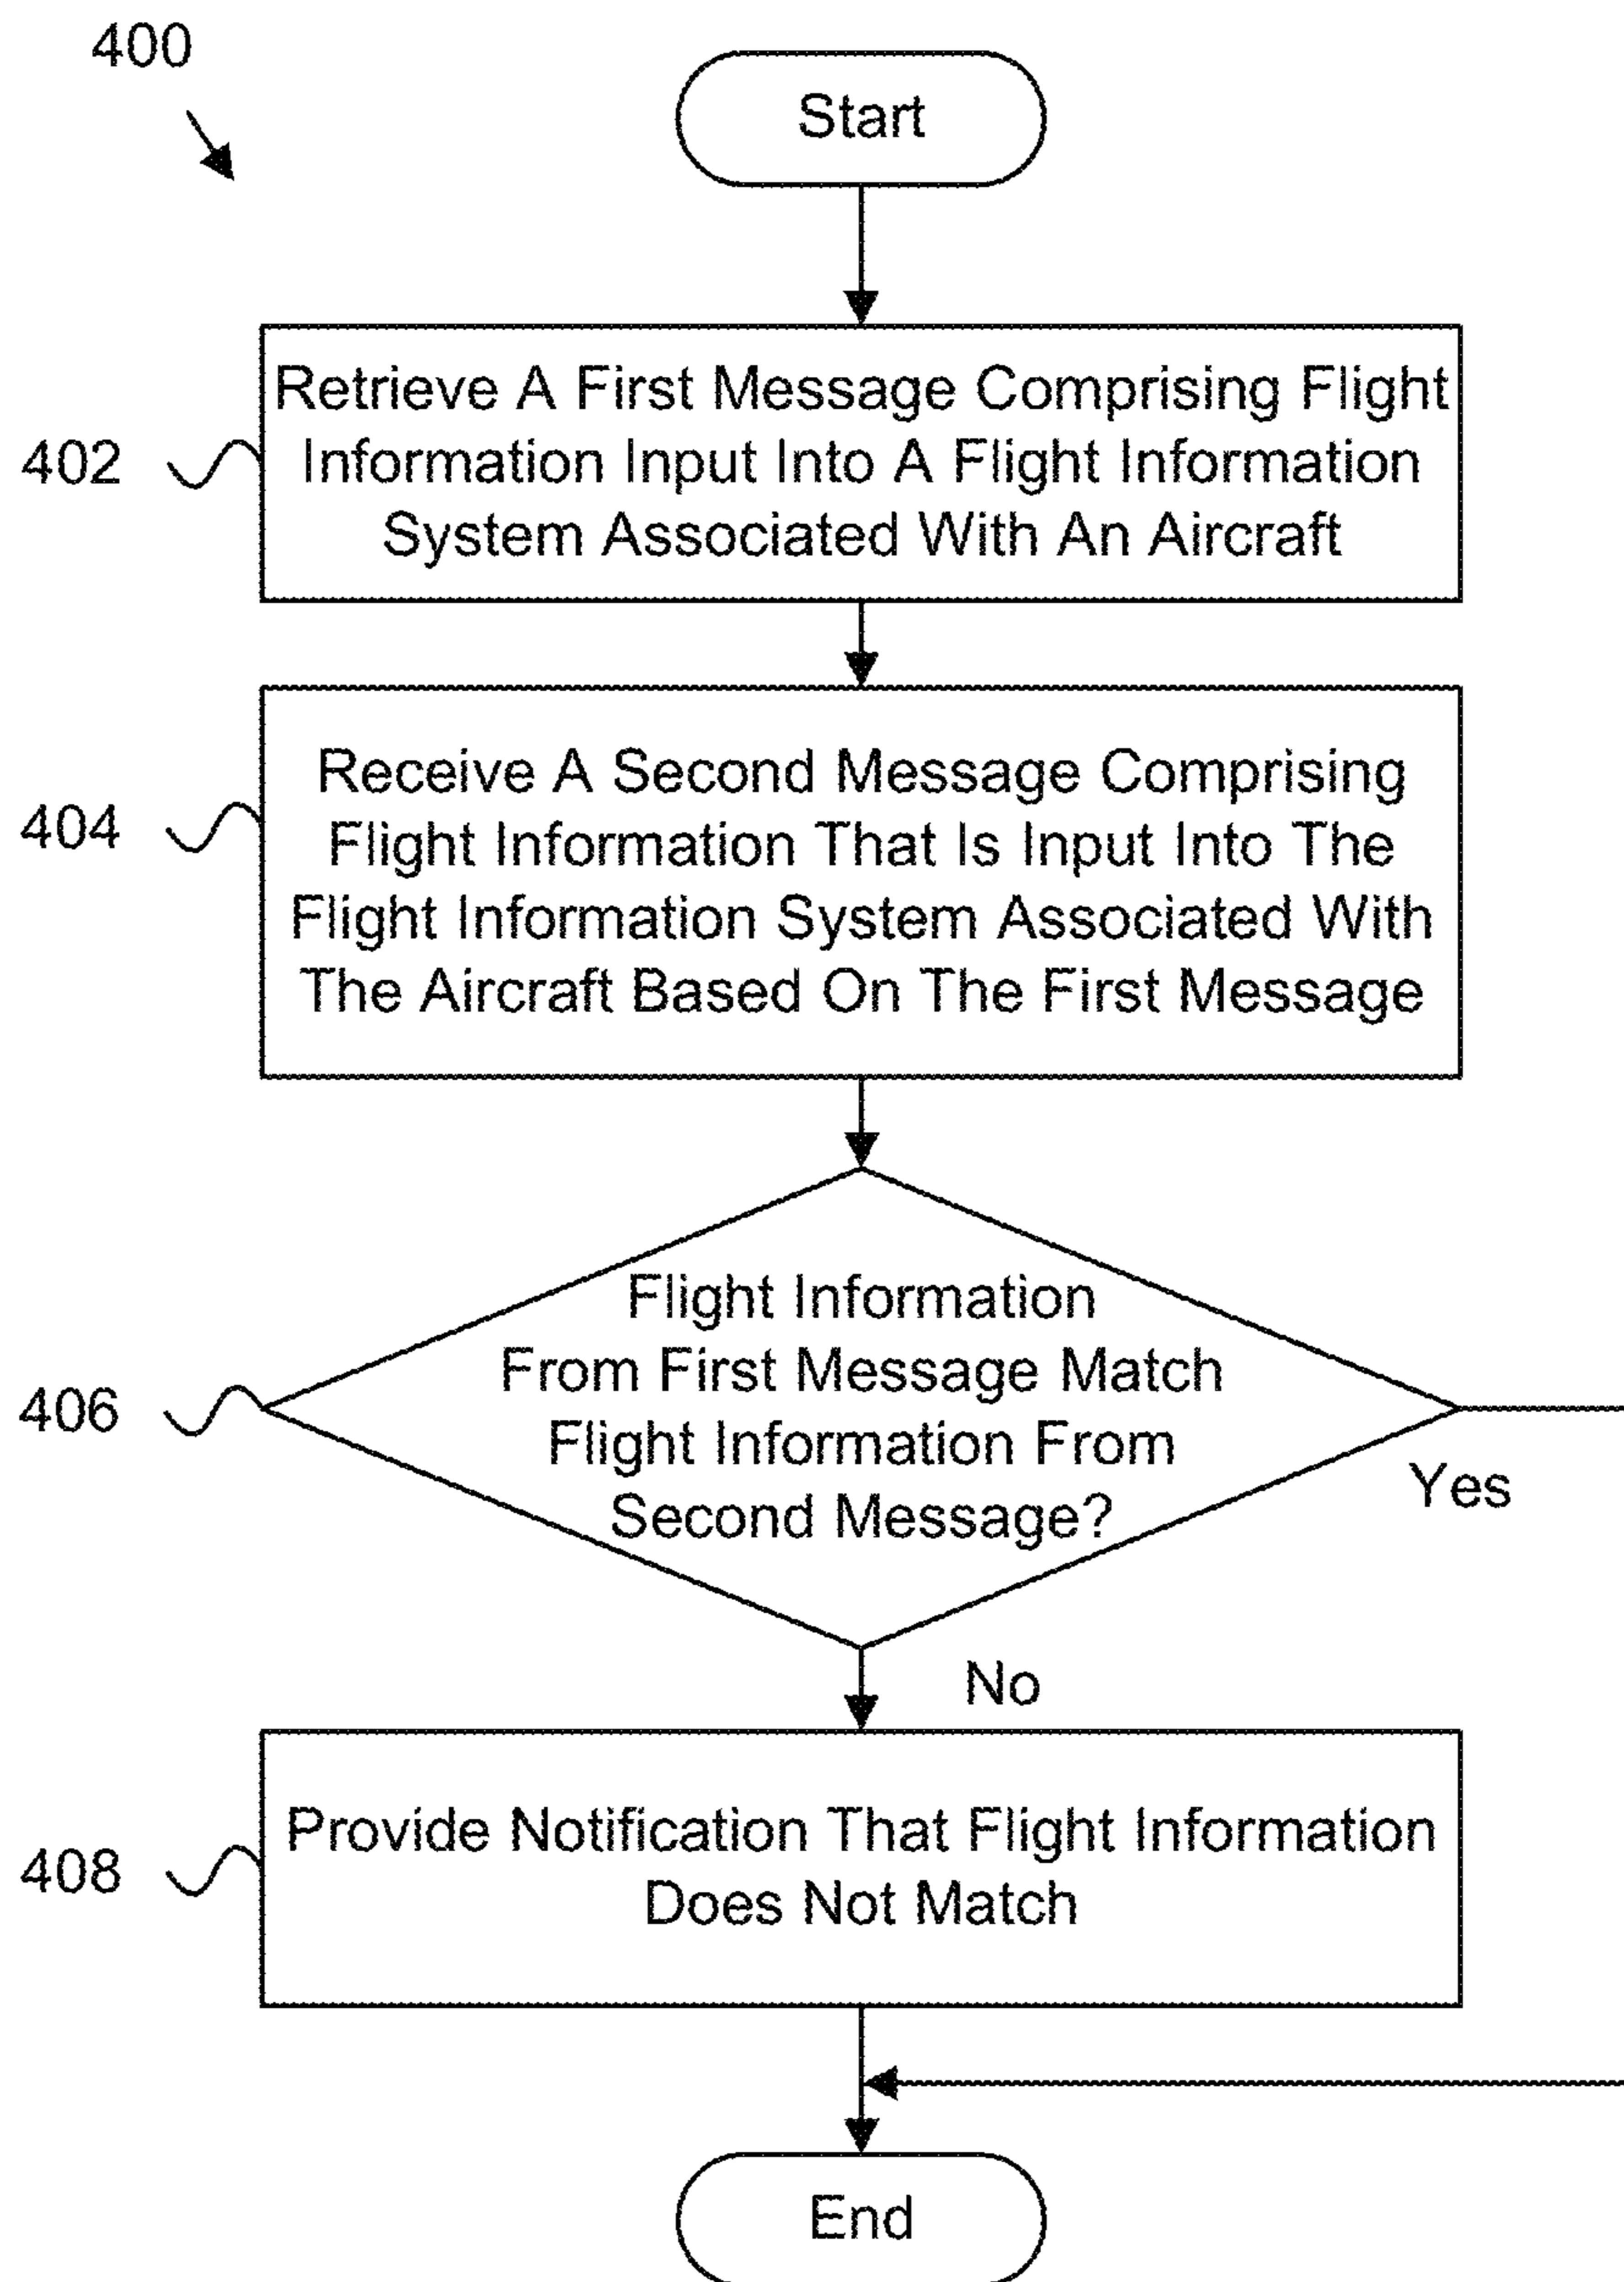 400
Start
Retrieve A First Message Comprising Flight
Information Input Into A Flight Information
System Associated With An Aircraft
402
Receive A Second Message Comprising
Flight Information That Is Input Into The
Flight Information System Associated With
The Aircraft Based On The First Message
404
Flight Information
From First Message Match
Flight Information From
Second Message?
406
Yes
No
Provide Notification That Flight Information
Does Not Match
408
End